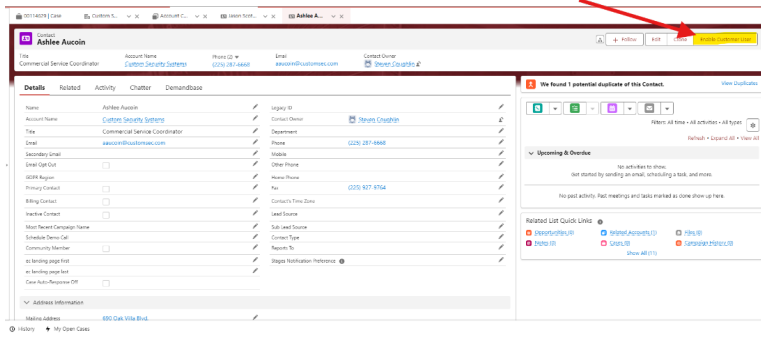 00114629 | Case Custom S... Account C... Jason Scot... Ashlee A...
Contact
Ashlee Aucoin
+ Follow Edit Clone Enable Customer User
Title Account Name Phone (2) Email Contact Owner
Commercial Service Coordinator Custom Security Systems (225) 287-6668 aaucoin@customsec.com Steven Coughlin
Details Related Activity Chatter Demandbase
Name Ashlee Aucoin Legacy ID
Account Name Custom Security Systems Contact Owner Steven Coughlin
Title Commercial Service Coordinator Department
Email aaucoin@customsec.com Phone (225) 287-6668
Secondary Email Mobile
Email Opt Out Other Phone
GDPR Region Home Phone
Primary Contact Fax (225) 927-9764
Billing Contact Contact's Time Zone
Inactive Contact Lead Source
Most Recent Campaign Name Sub Lead Source
Schedule Demo Call Contact Type
Community Member Reports To
ec landing page first Stages Notification Preference
ec landing page last
Case Auto-Response Off
Address Information
Mailing Address 690 Oak Villa Blvd.
We found 1 potential duplicate of this Contact. View Duplicates
Filters: All time • All activities • All types
Refresh • Expand All • View All
Upcoming & Overdue
No activities to show.
Get started by sending an email, scheduling a task, and more.
No past activity. Past meetings and tasks marked as done show up here.
Related List Quick Links
Opportunities (0) Related Accounts (1) Files (0)
Notes (0) Cases (0) Campaign History (0)
Show All (11)
History My Open Cases